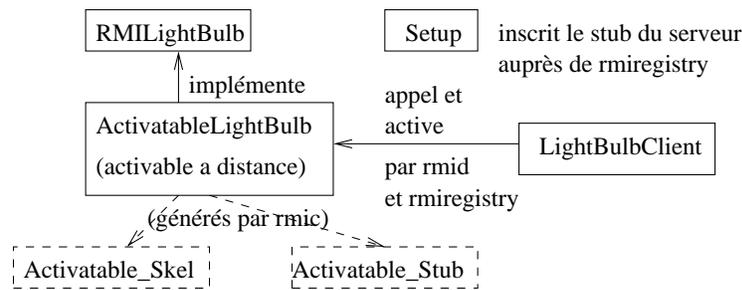 RMILightBulb
Setup
inscrit le stub du serveur
auprès de rmiregistry
implémente
ActivatableLightBulb
(activable a distance)
appel et
active
par rmid
et rmiregistry
LightBulbClient
(générés par rmic)
Activatable_Skel
Activatable_Stub